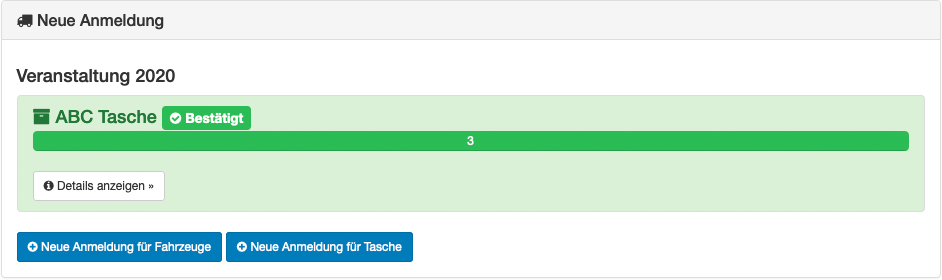 Neue Anmeldung
Veranstaltung 2020
ABC Tasche Bestätigt
3
Details anzeigen »
Neue Anmeldung für Fahrzeuge Neue Anmeldung für Tasche